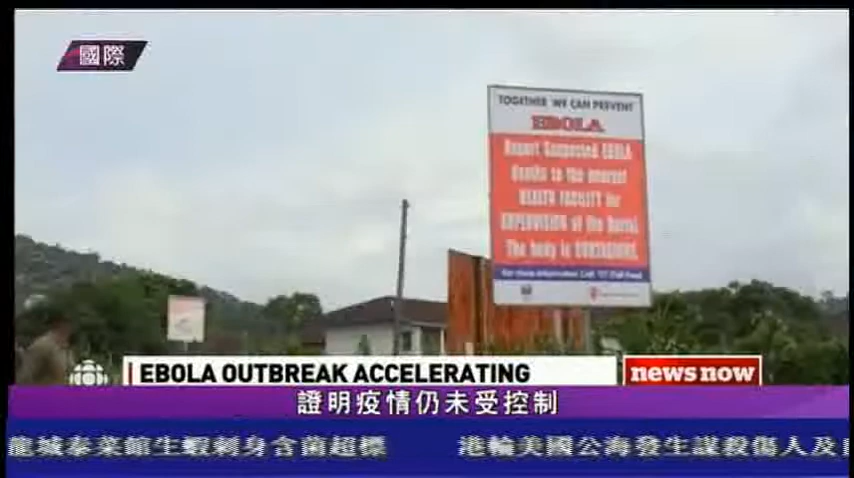 國際
TOGETHER WE CAN PREVENT
EBOLA
Report Suspected EBOLA
deaths to the nearest
HEALTH FACILITY for
SUPERVISION of the Burial
The body is CONTAGIOUS
EBOLA OUTBREAK ACCELERATING
news now
證明疫情仍未受控制
龍城泰菜館生蝦刺身含菌超標 港輪美國公海發生謀殺傷人及